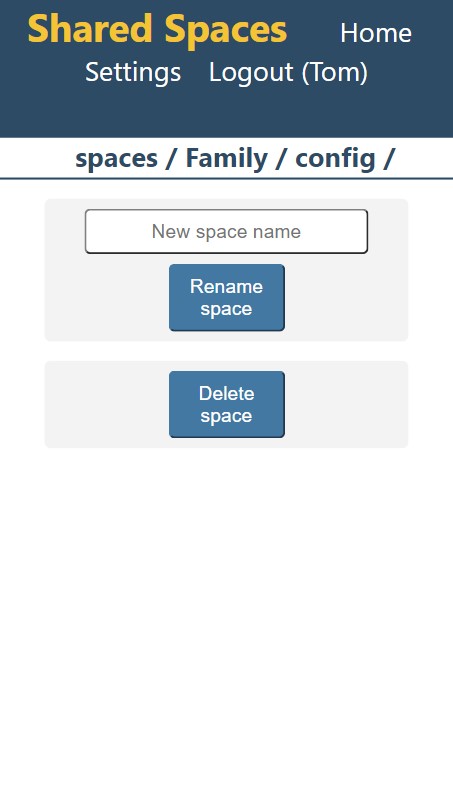 Shared Spaces Home
Settings Logout (Tom)
spaces / Family / config /
New space name
Rename
space
Delete
space